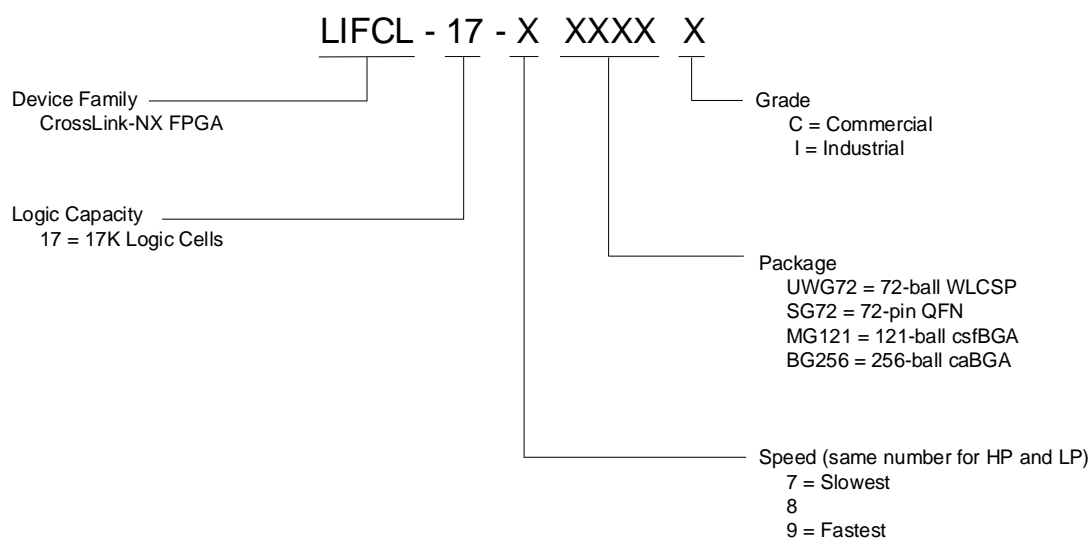 LIFCL - 17 - X XXXX X
Device Family
CrossLink-NX FPGA
Logic Capacity
17 = 17K Logic Cells
Grade
C = Commercial
I = Industrial
Package
UWG72 = 72-ball WLCSP
SG72 = 72-pin QFN
MG121 = 121-ball csfBGA
BG256 = 256-ball caBGA
Speed (same number for HP and LP)
7 = Slowest
8
9 = Fastest